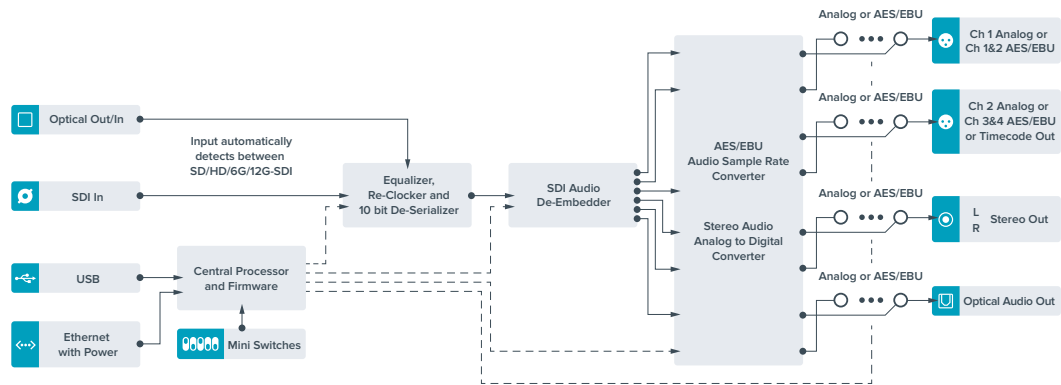 Optical Out/In
Input automatically
detects between
SD/HD/6G/12G-SDI
SDI In
USB
Ethernet
with Power
Central Processor
and Firmware
Mini Switches
Equalizer,
Re-Clocker and
10 bit De-Serializer
SDI Audio
De-Embedder
AES/EBU
Audio Sample Rate
Converter
Stereo Audio
Analog to Digital
Converter
Analog or AES/EBU
Ch 1 Analog or
Ch 1&2 AES/EBU
Analog or AES/EBU
Ch 2 Analog or
Ch 3&4 AES/EBU
or Timecode Out
Analog or AES/EBU
L
R
Stereo Out
Analog or AES/EBU
Optical Audio Out